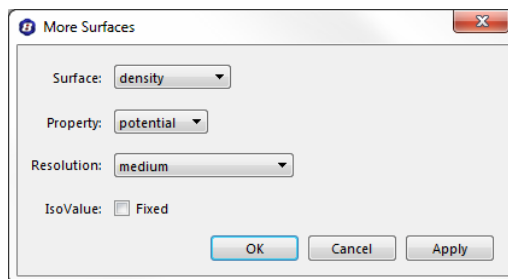 More Surfaces
Surface: density
Property: potential
Resolution: medium
IsoValue: Fixed
OK Cancel Apply